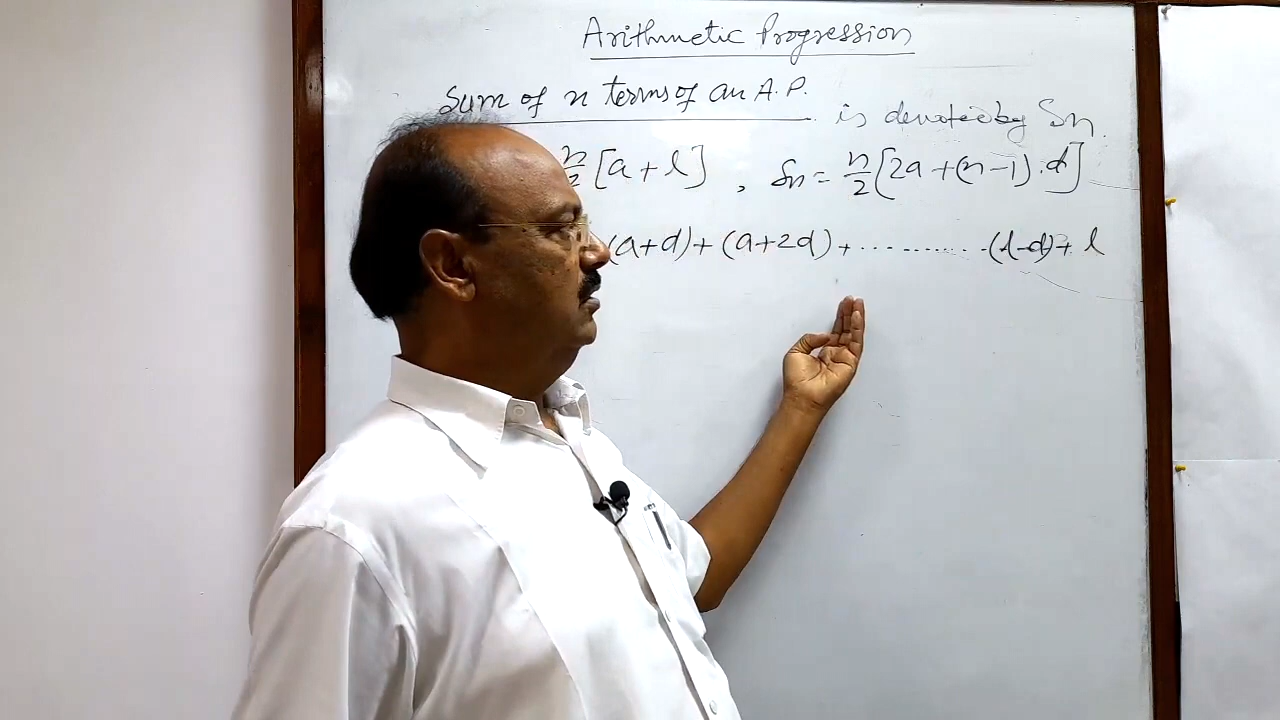 Arithmetic Progression
Sum of n terms of an A.P. is denoted by Sn.
n/2 [a + l] , Sn = n/2 [2a + (n - 1) . d]
(a + d) + (a + 2d) + .......... (l - d) + l